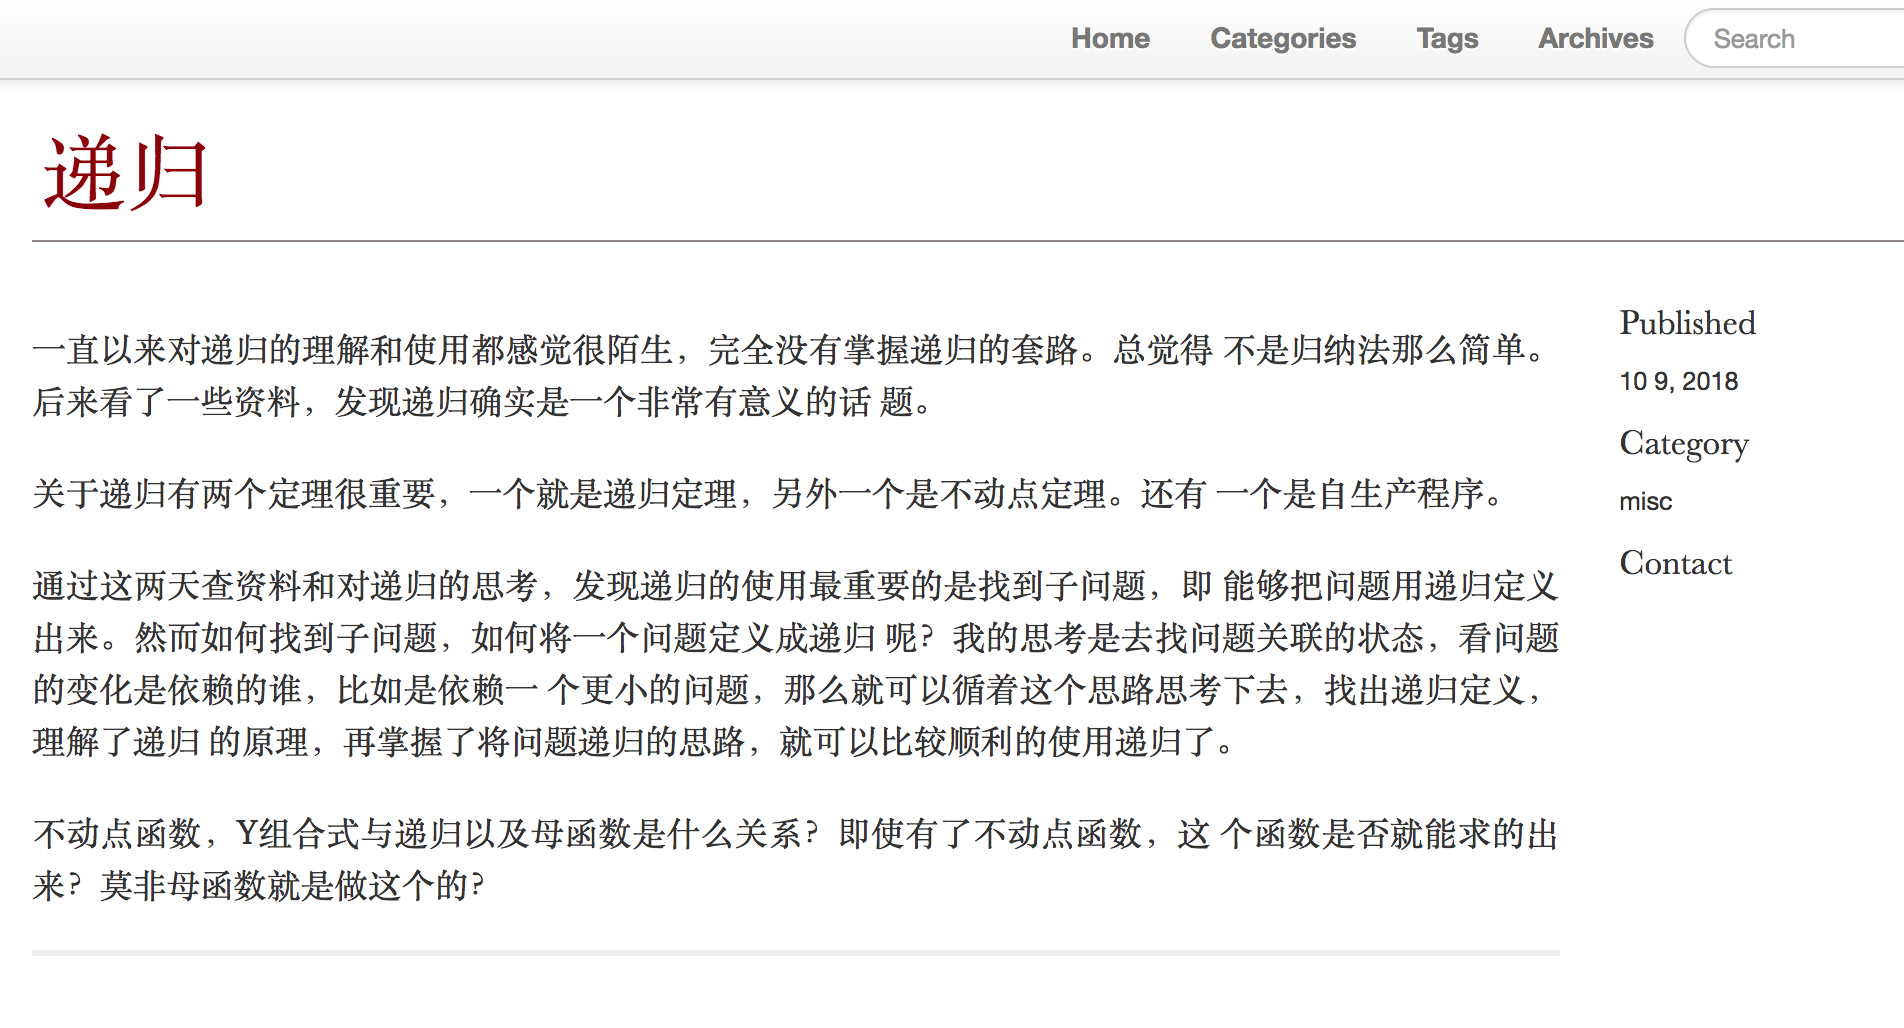 Home Categories Tags Archives Search
递归
一直以来对递归的理解和使用都感觉很陌生，完全没有掌握递归的套路。总觉得 不是归纳法那么简单。
后来看了一些资料，发现递归确实是一个非常有意义的话 题。
关于递归有两个定理很重要，一个就是递归定理，另外一个是不动点定理。还有 一个是自生产程序。
通过这两天查资料和对递归的思考，发现递归的使用最重要的是找到子问题，即 能够把问题用递归定义
出来。然而如何找到子问题，如何将一个问题定义成递归 呢？我的思考是去找问题关联的状态，看问题
的变化是依赖的谁，比如是依赖一 个更小的问题，那么就可以循着这个思路思考下去，找出递归定义，
理解了递归 的原理，再掌握了将问题递归的思路，就可以比较顺利的使用递归了。
不动点函数，Y组合式与递归以及母函数是什么关系？即使有了不动点函数，这 个函数是否就能求的出
来？莫非母函数就是做这个的？
Published
10 9, 2018
Category
misc
Contact